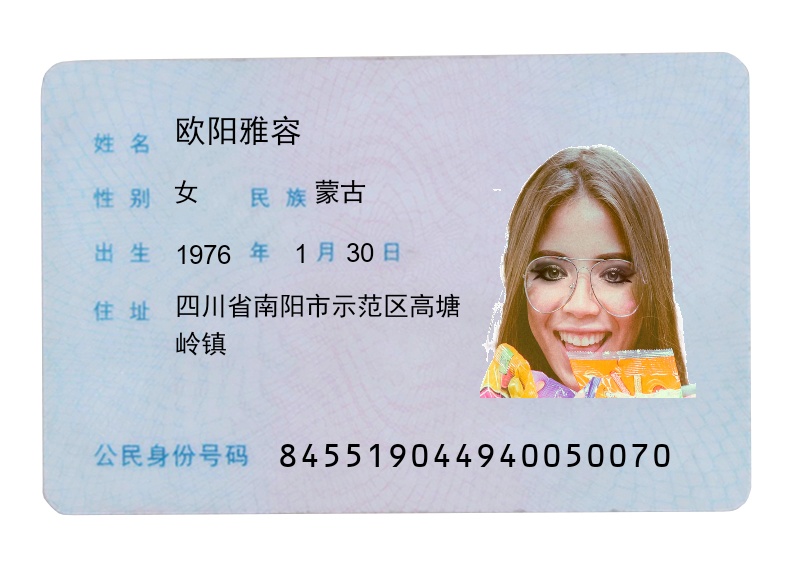 姓名 欧阳雅容
性别 女 民族 蒙古
出生 1976 年 1 月 30 日
住址 四川省南阳市示范区高塘
岭镇
公民身份号码 845519044940050070